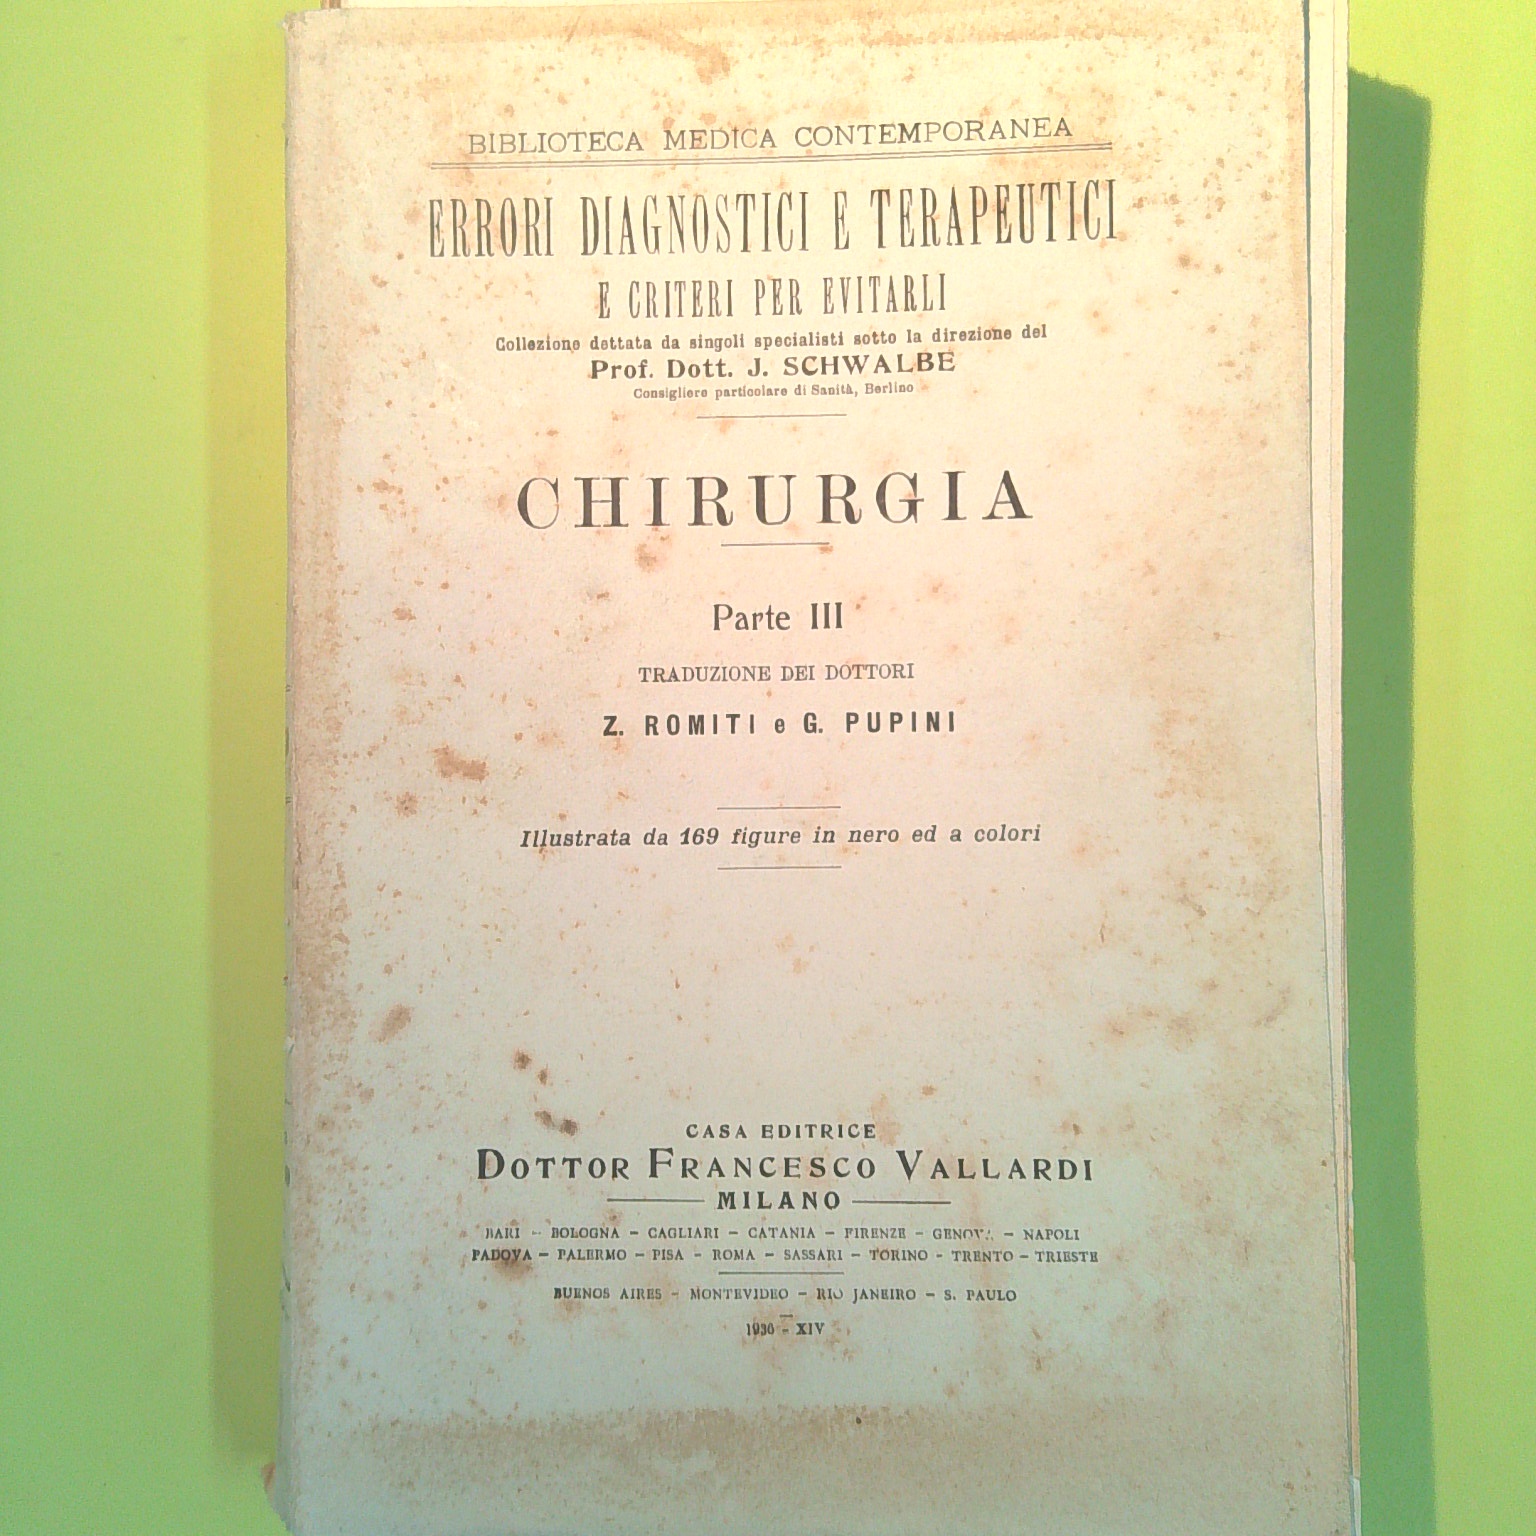 BIBLIOTECA MEDICA CONTEMPORANEA
ERRORI DIAGNOSTICI E TERAPEUTICI
E CRITERI PER EVITARLI
Collezione dettata da singoli specialisti sotto la direzione del
Prof. Dott. J. SCHWALBE
Consigliere particolare di Sanità, Berlino
CHIRURGIA
Parte III
TRADUZIONE DEI DOTTORI
Z. ROMITI e G. PUPINI
Illustrata da 169 figure in nero ed a colori
CASA EDITRICE
DOTTOR FRANCESCO VALLARDI
MILANO
BARI - BOLOGNA - CAGLIARI - CATANIA - FIRENZE - GENOVA - NAPOLI
PADOVA - PALERMO - PISA - ROMA - SASSARI - TORINO - TRENTO - TRIESTE
BUENOS AIRES - MONTEVIDEO - RIO JANEIRO - S. PAULO
1936 - XIV